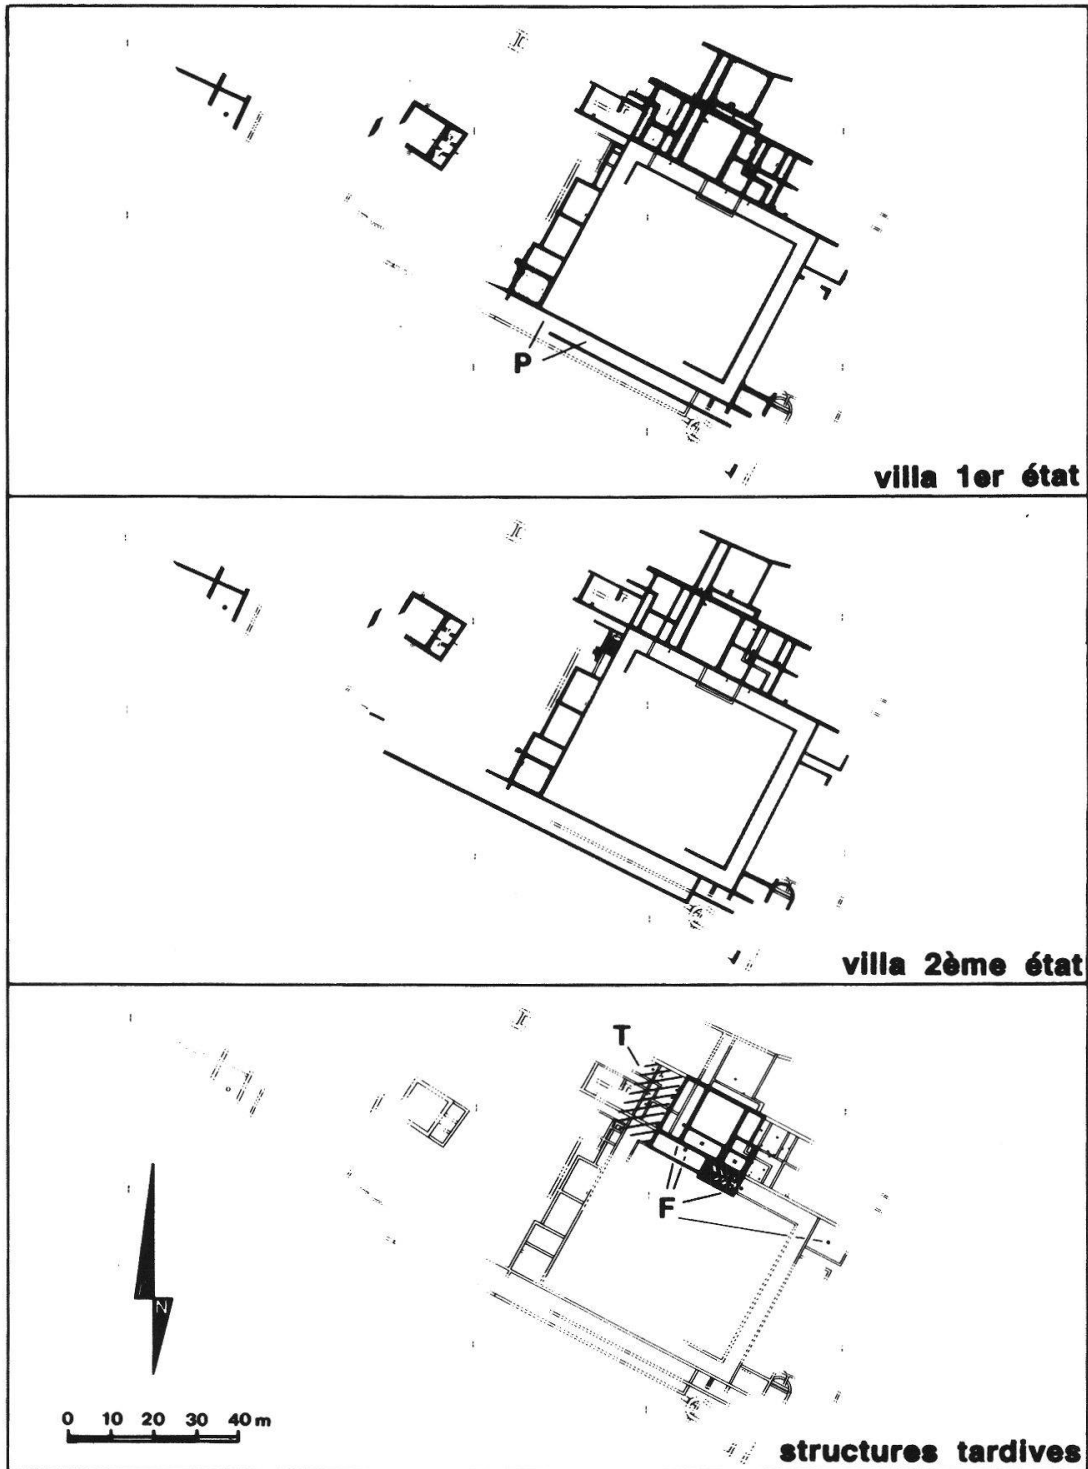 P
villa 1er état
villa 2ème état
T
F
N
0 10 20 30 40 m
structures tardives